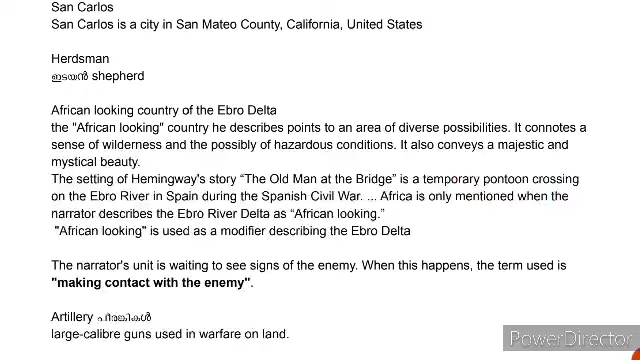 San Carlos
San Carlos is a city in San Mateo County, California, United States
Herdsman
ഇടയൻ shepherd
African looking country of the Ebro Delta
the "African looking" country he describes points to an area of diverse possibilities. It connotes a
sense of wilderness and the possibly of hazardous conditions. It also conveys a majestic and
mystical beauty.
The setting of Hemingway's story “The Old Man at the Bridge” is a temporary pontoon crossing
on the Ebro River in Spain during the Spanish Civil War. ... Africa is only mentioned when the
narrator describes the Ebro River Delta as “African looking.”
"African looking" is used as a modifier describing the Ebro Delta
The narrator's unit is waiting to see signs of the enemy. When this happens, the term used is
"making contact with the enemy".
Artillery പീരങ്കികൾ
large-calibre guns used in warfare on land.
PowerDirector